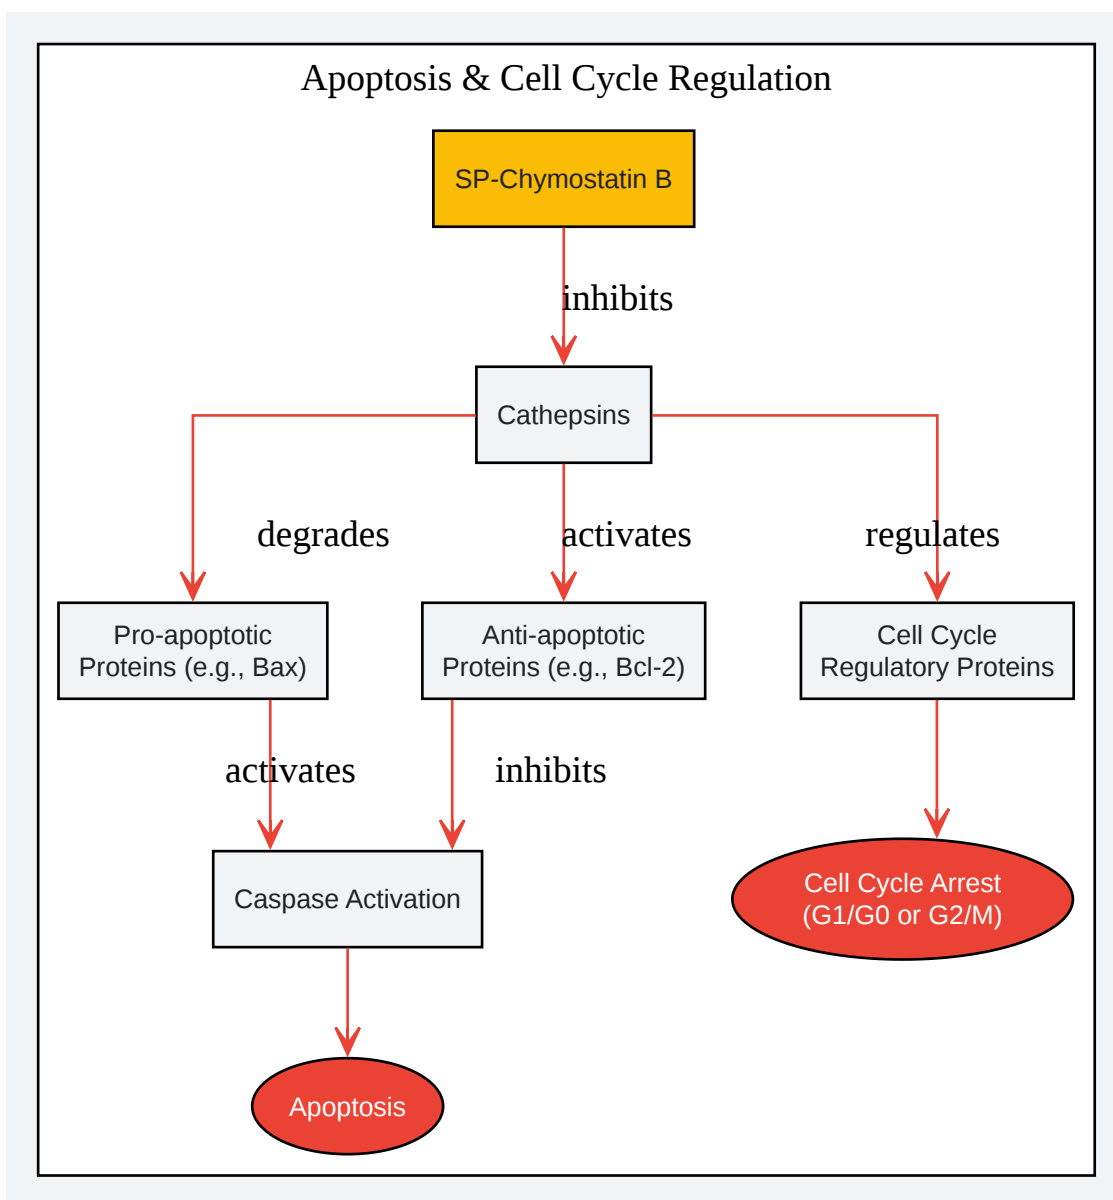 Apoptosis & Cell Cycle Regulation
SP-Chymostatin B
inhibits
Cathepsins
degrades
activates
regulates
Pro-apoptotic
Proteins (e.g., Bax)
Anti-apoptotic
Proteins (e.g., Bcl-2)
Cell Cycle
Regulatory Proteins
activates
inhibits
Caspase Activation
Cell Cycle Arrest
(G1/G0 or G2/M)
Apoptosis